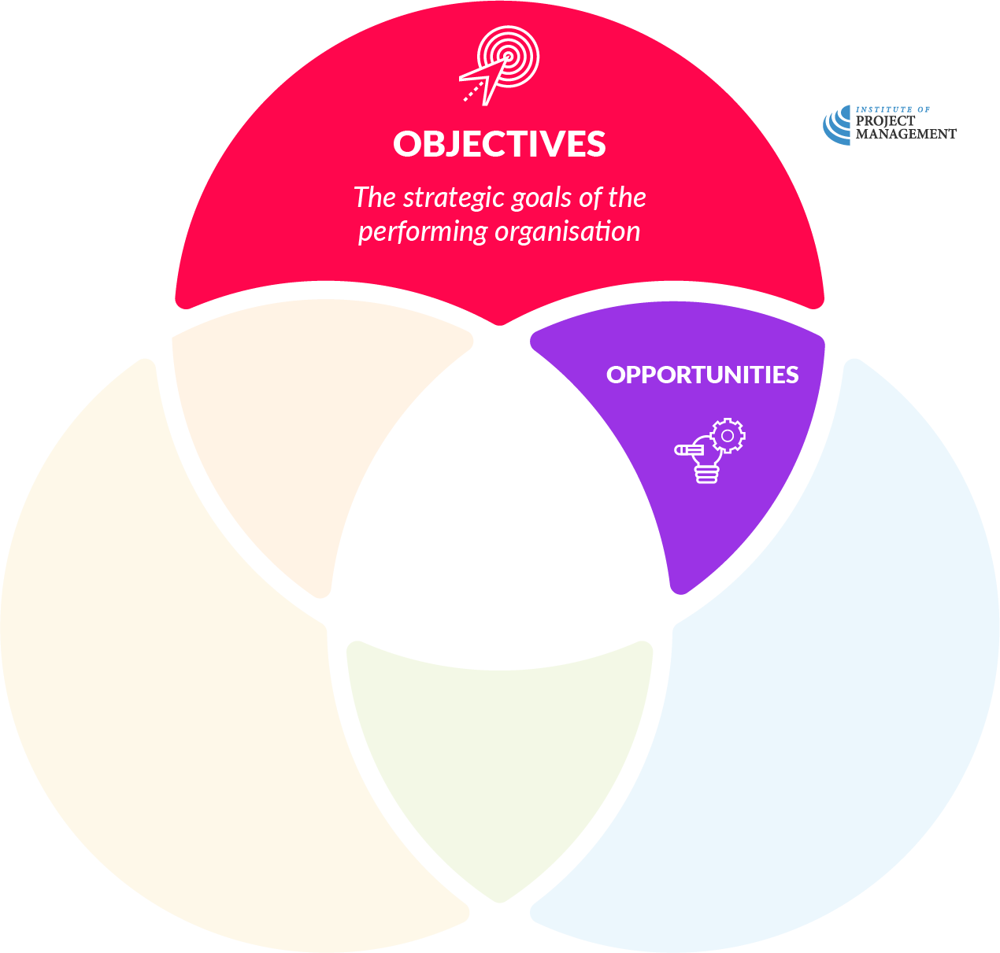 INSTITUTE OF
PROJECT
MANAGEMENT
OBJECTIVES
The strategic goals of the
performing organisation
OPPORTUNITIES